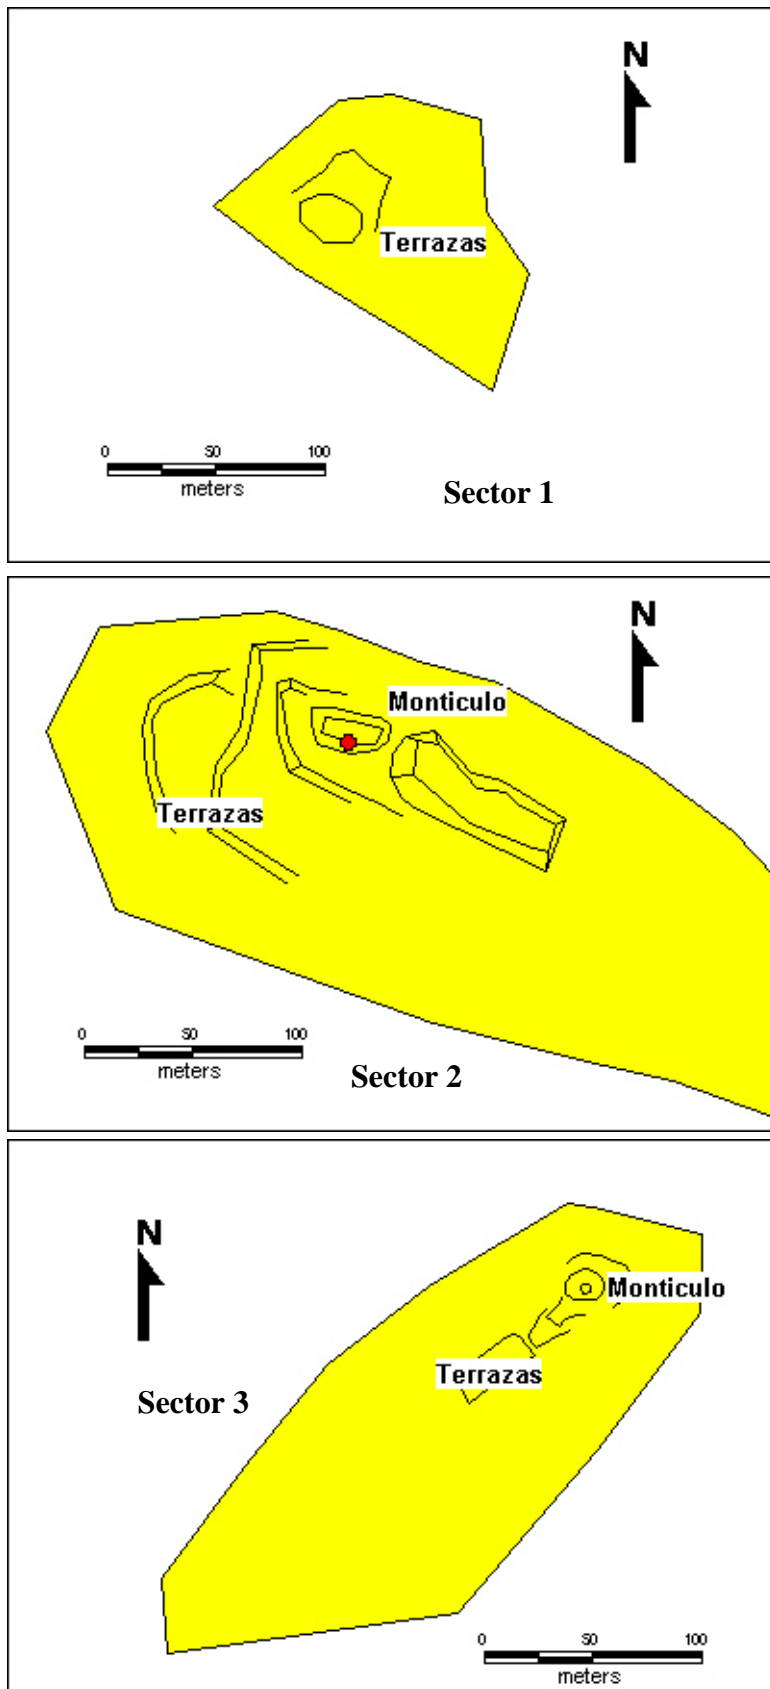 N
Terrazas
0 50 100
meters
Sector 1
N
Monticulo
Terrazas
0 50 100
meters
Sector 2
N
Monticulo
Terrazas
Sector 3
0 50 100
meters